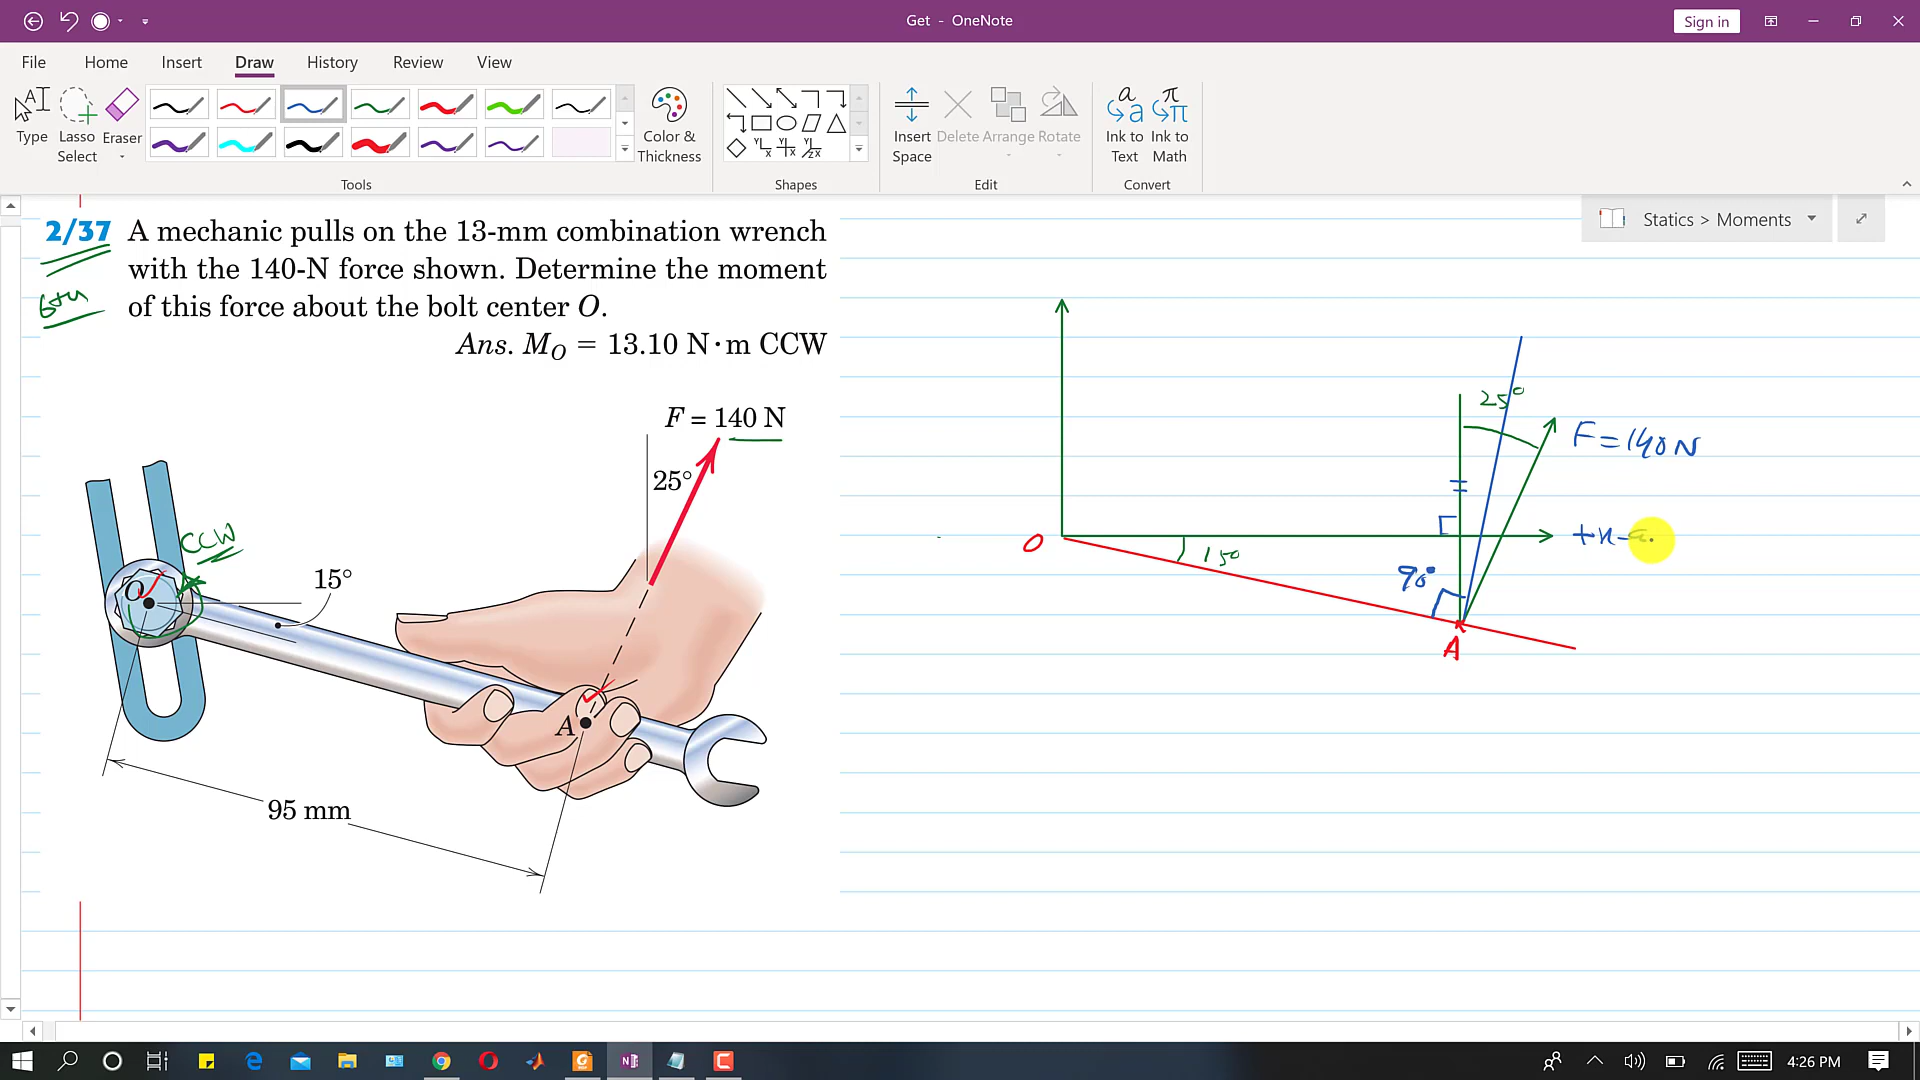 Get - OneNote
Sign in
File Home Insert Draw History Review View
Type
Lasso Select
Eraser
Color & Thickness
Insert Space
Delete
Arrange
Rotate
Ink to Text
Ink to Math
Tools
Shapes
Edit
Convert
Statics > Moments
2/37 A mechanic pulls on the 13-mm combination wrench
with the 140-N force shown. Determine the moment
of this force about the bolt center O.
Ans. MO = 13.10 N·m CCW
6th
F = 140 N
25°
CCW
O
15°
A
95 mm
25°
F = 140 N
O
15°
90°
A
4:26 PM